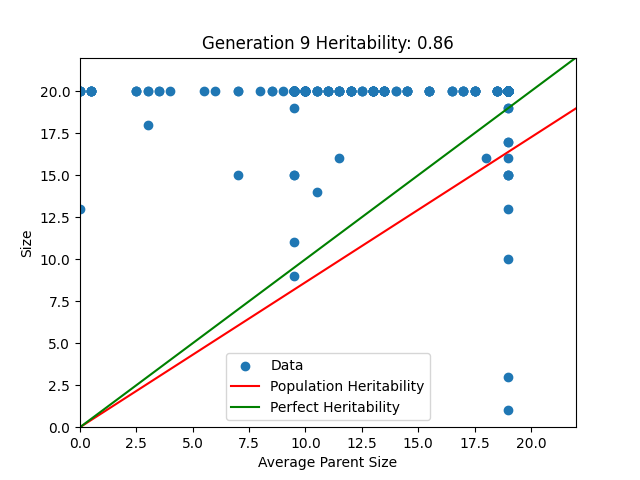 Generation 9 Heritability: 0.86
20.0
17.5
15.0
12.5
10.0
7.5
5.0
2.5
0.0
Size
Data
Population Heritability
Perfect Heritability
0.0 2.5 5.0 7.5 10.0 12.5 15.0 17.5 20.0
Average Parent Size